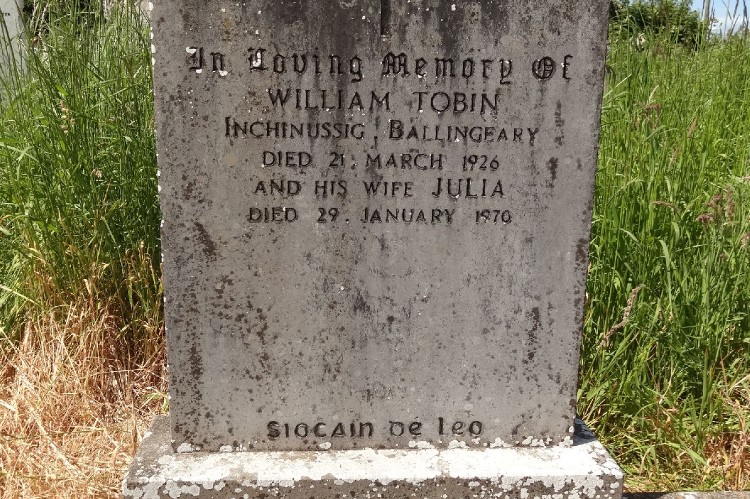 In Loving Memory Of
WILLIAM TOBIN
INCHINUSSIG, BALLINGEARY
DIED 21. MARCH 1926
AND HIS WIFE JULIA
DIED 29. JANUARY 1970
SIOCAIN DÉ LEO